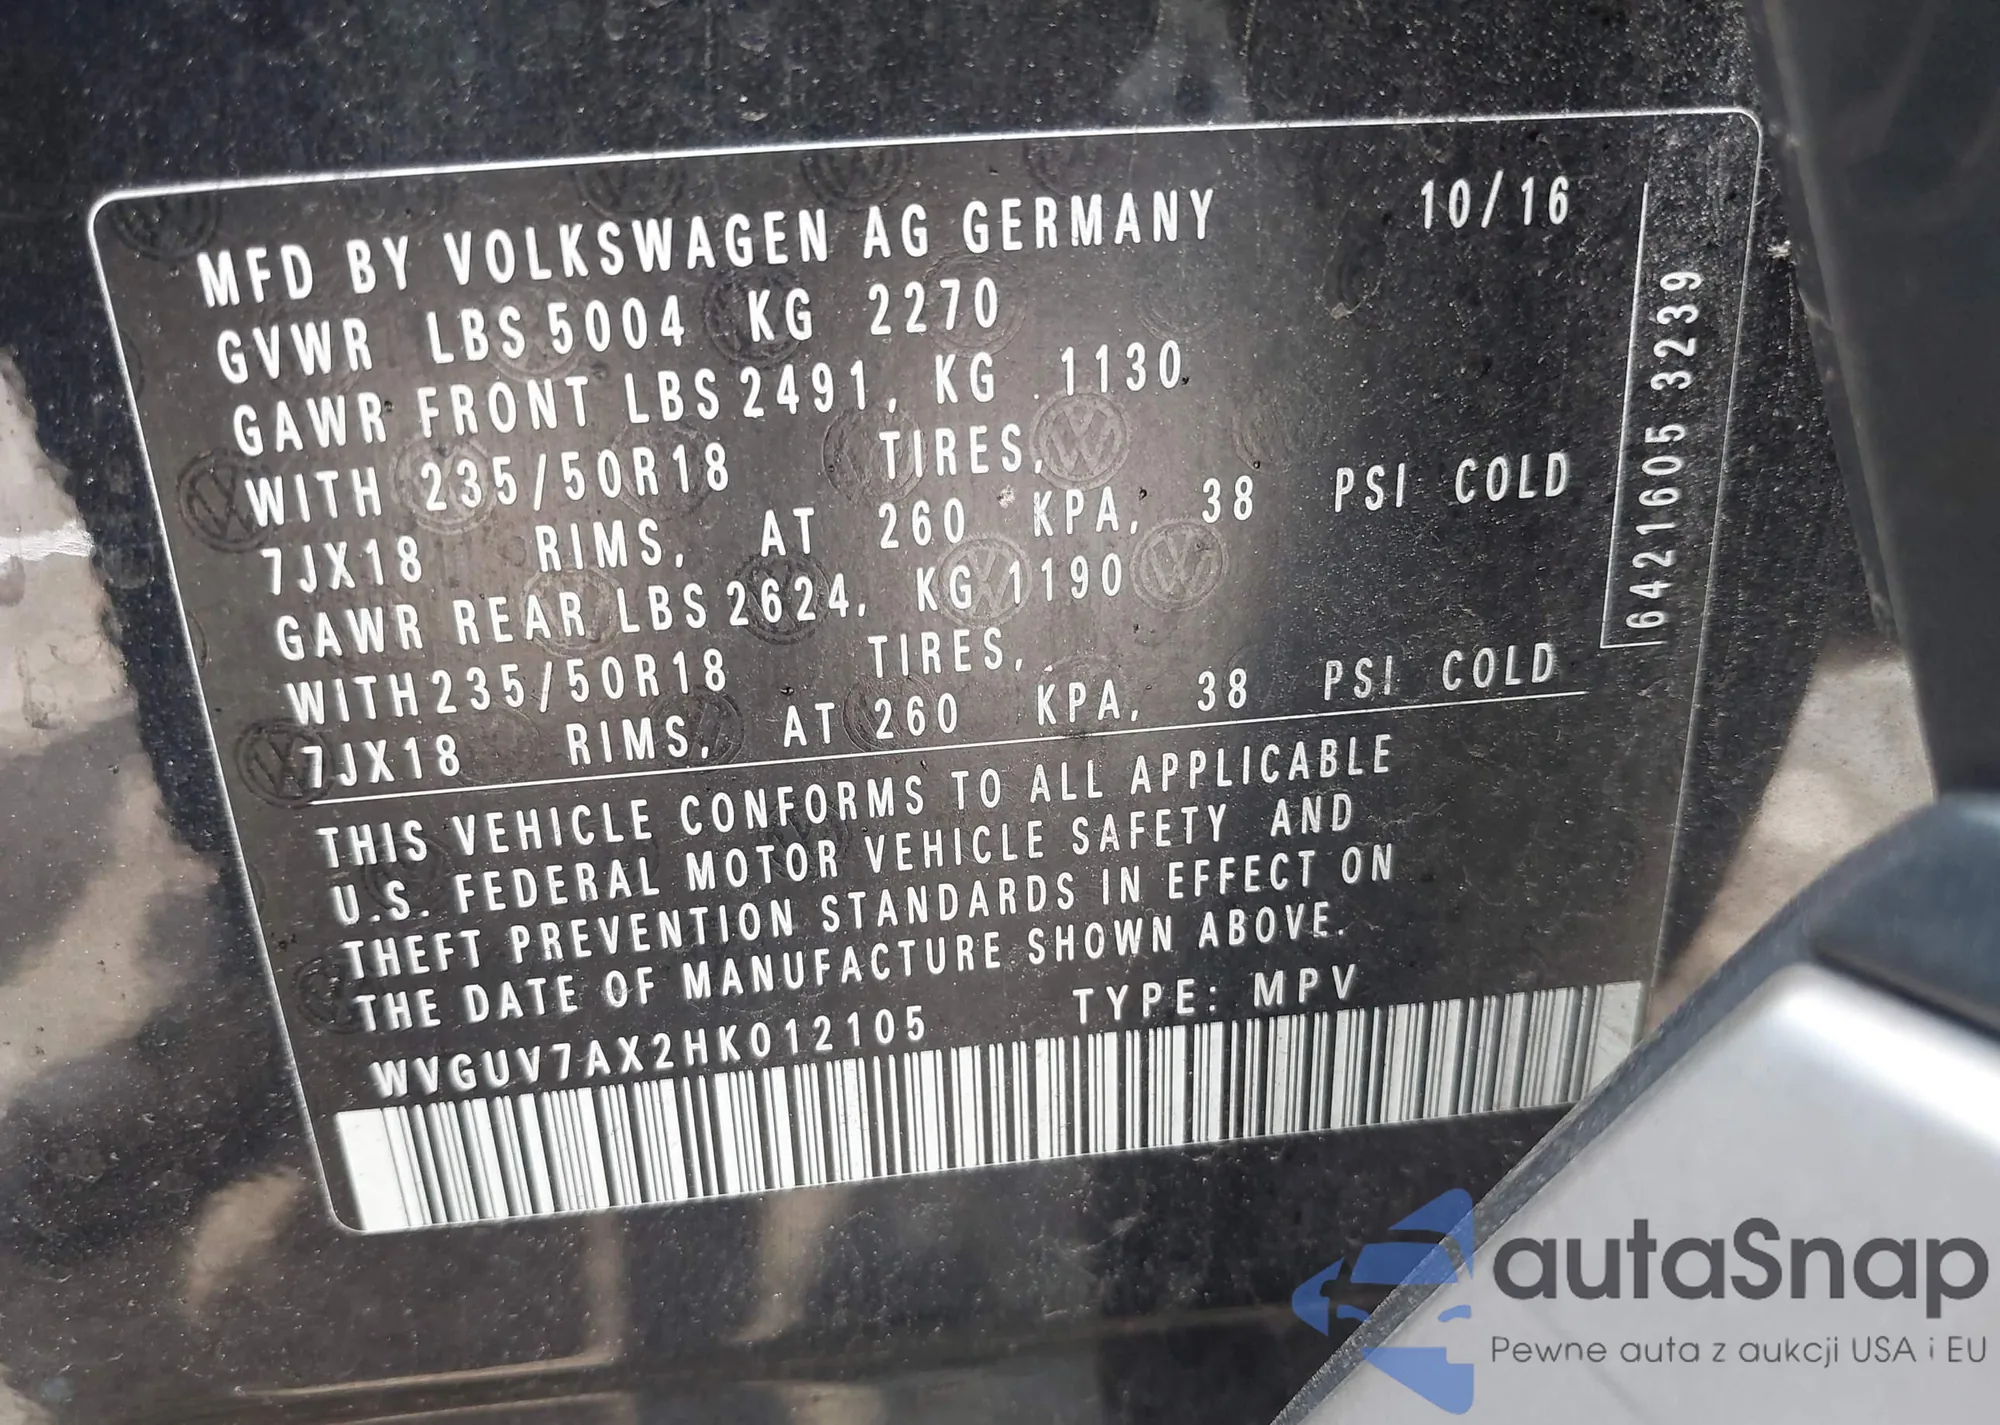 MFD BY VOLKSWAGEN AG GERMANY 10/16
GVWR LBS 5004 KG 2270
GAWR FRONT LBS 2491, KG 1130
WITH 235/50R18 TIRES,
7JX18 RIMS, AT 260 KPA, 38 PSI COLD
GAWR REAR LBS 2624, KG 1190
WITH 235/50R18 TIRES,
7JX18 RIMS, AT 260 KPA, 38 PSI COLD
6421605 3239
THIS VEHICLE CONFORMS TO ALL APPLICABLE
U.S. FEDERAL MOTOR VEHICLE SAFETY AND
THEFT PREVENTION STANDARDS IN EFFECT ON
THE DATE OF MANUFACTURE SHOWN ABOVE.
WVGUV7AX2HK012105 TYPE: MPV
autaSnap
Pewne auta z aukcji USA i EU